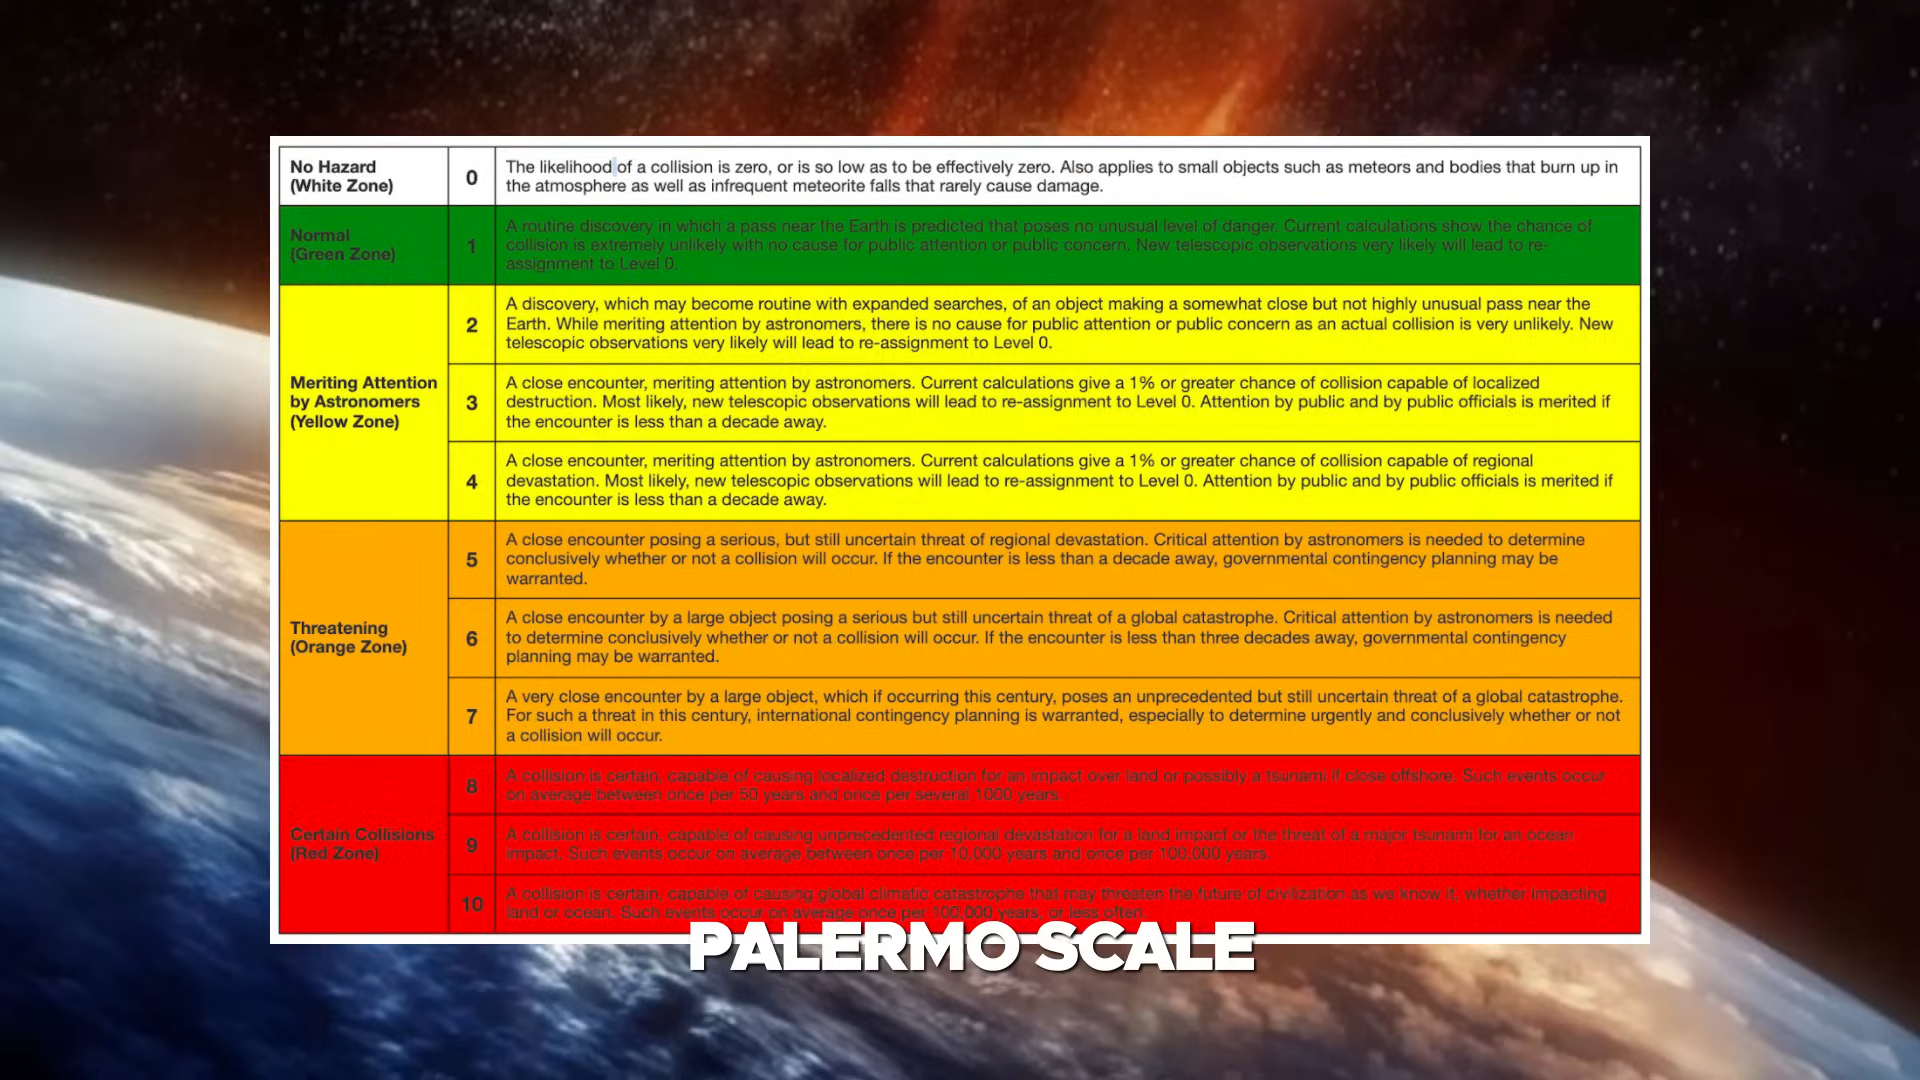 No Hazard
(White Zone)
0
The likelihood of a collision is zero, or is so low as to be effectively zero. Also applies to small objects such as meteors and bodies that burn up in
the atmosphere as well as infrequent meteorite falls that rarely cause damage.
Normal
(Green Zone)
1
A routine discovery in which a pass near the Earth is predicted that poses no unusual level of danger. Current calculations show the chance of
collision is extremely unlikely with no cause for public attention or public concern. New telescopic observations very likely will lead to re-
assignment to Level 0.
Meriting Attention
by Astronomers
(Yellow Zone)
2
A discovery, which may become routine with expanded searches, of an object making a somewhat close but not highly unusual pass near the
Earth. While meriting attention by astronomers, there is no cause for public attention or public concern as an actual collision is very unlikely. New
telescopic observations very likely will lead to re-assignment to Level 0.
3
A close encounter, meriting attention by astronomers. Current calculations give a 1% or greater chance of collision capable of localized
destruction. Most likely, new telescopic observations will lead to re-assignment to Level 0. Attention by public and by public officials is merited if
the encounter is less than a decade away.
4
A close encounter, meriting attention by astronomers. Current calculations give a 1% or greater chance of collision capable of regional
devastation. Most likely, new telescopic observations will lead to re-assignment to Level 0. Attention by public and by public officials is merited if
the encounter is less than a decade away.
Threatening
(Orange Zone)
5
A close encounter posing a serious, but still uncertain threat of regional devastation. Critical attention by astronomers is needed to determine
conclusively whether or not a collision will occur. If the encounter is less than a decade away, governmental contingency planning may be
warranted.
6
A close encounter by a large object posing a serious but still uncertain threat of a global catastrophe. Critical attention by astronomers is needed
to determine conclusively whether or not a collision will occur. If the encounter is less than three decades away, governmental contingency
planning may be warranted.
7
A very close encounter by a large object, which if occurring this century, poses an unprecedented but still uncertain threat of a global catastrophe.
For such a threat in this century, international contingency planning is warranted, especially to determine urgently and conclusively whether or not
a collision will occur.
Certain Collisions
(Red Zone)
8
A collision is certain, capable of causing localized destruction for an impact over land or possibly a tsunami if close offshore. Such events occur
on average between once per 50 years and once per several 1000 years.
9
A collision is certain, capable of causing unprecedented regional devastation for a land impact or the threat of a major tsunami for an ocean
impact. Such events occur on average between once per 10,000 years and once per 100,000 years.
10
A collision is certain, capable of causing global climatic catastrophe that may threaten the future of civilization as we know it, whether impacting
land or ocean. Such events occur on average once per 100,000 years, or less often.
PALERMO SCALE